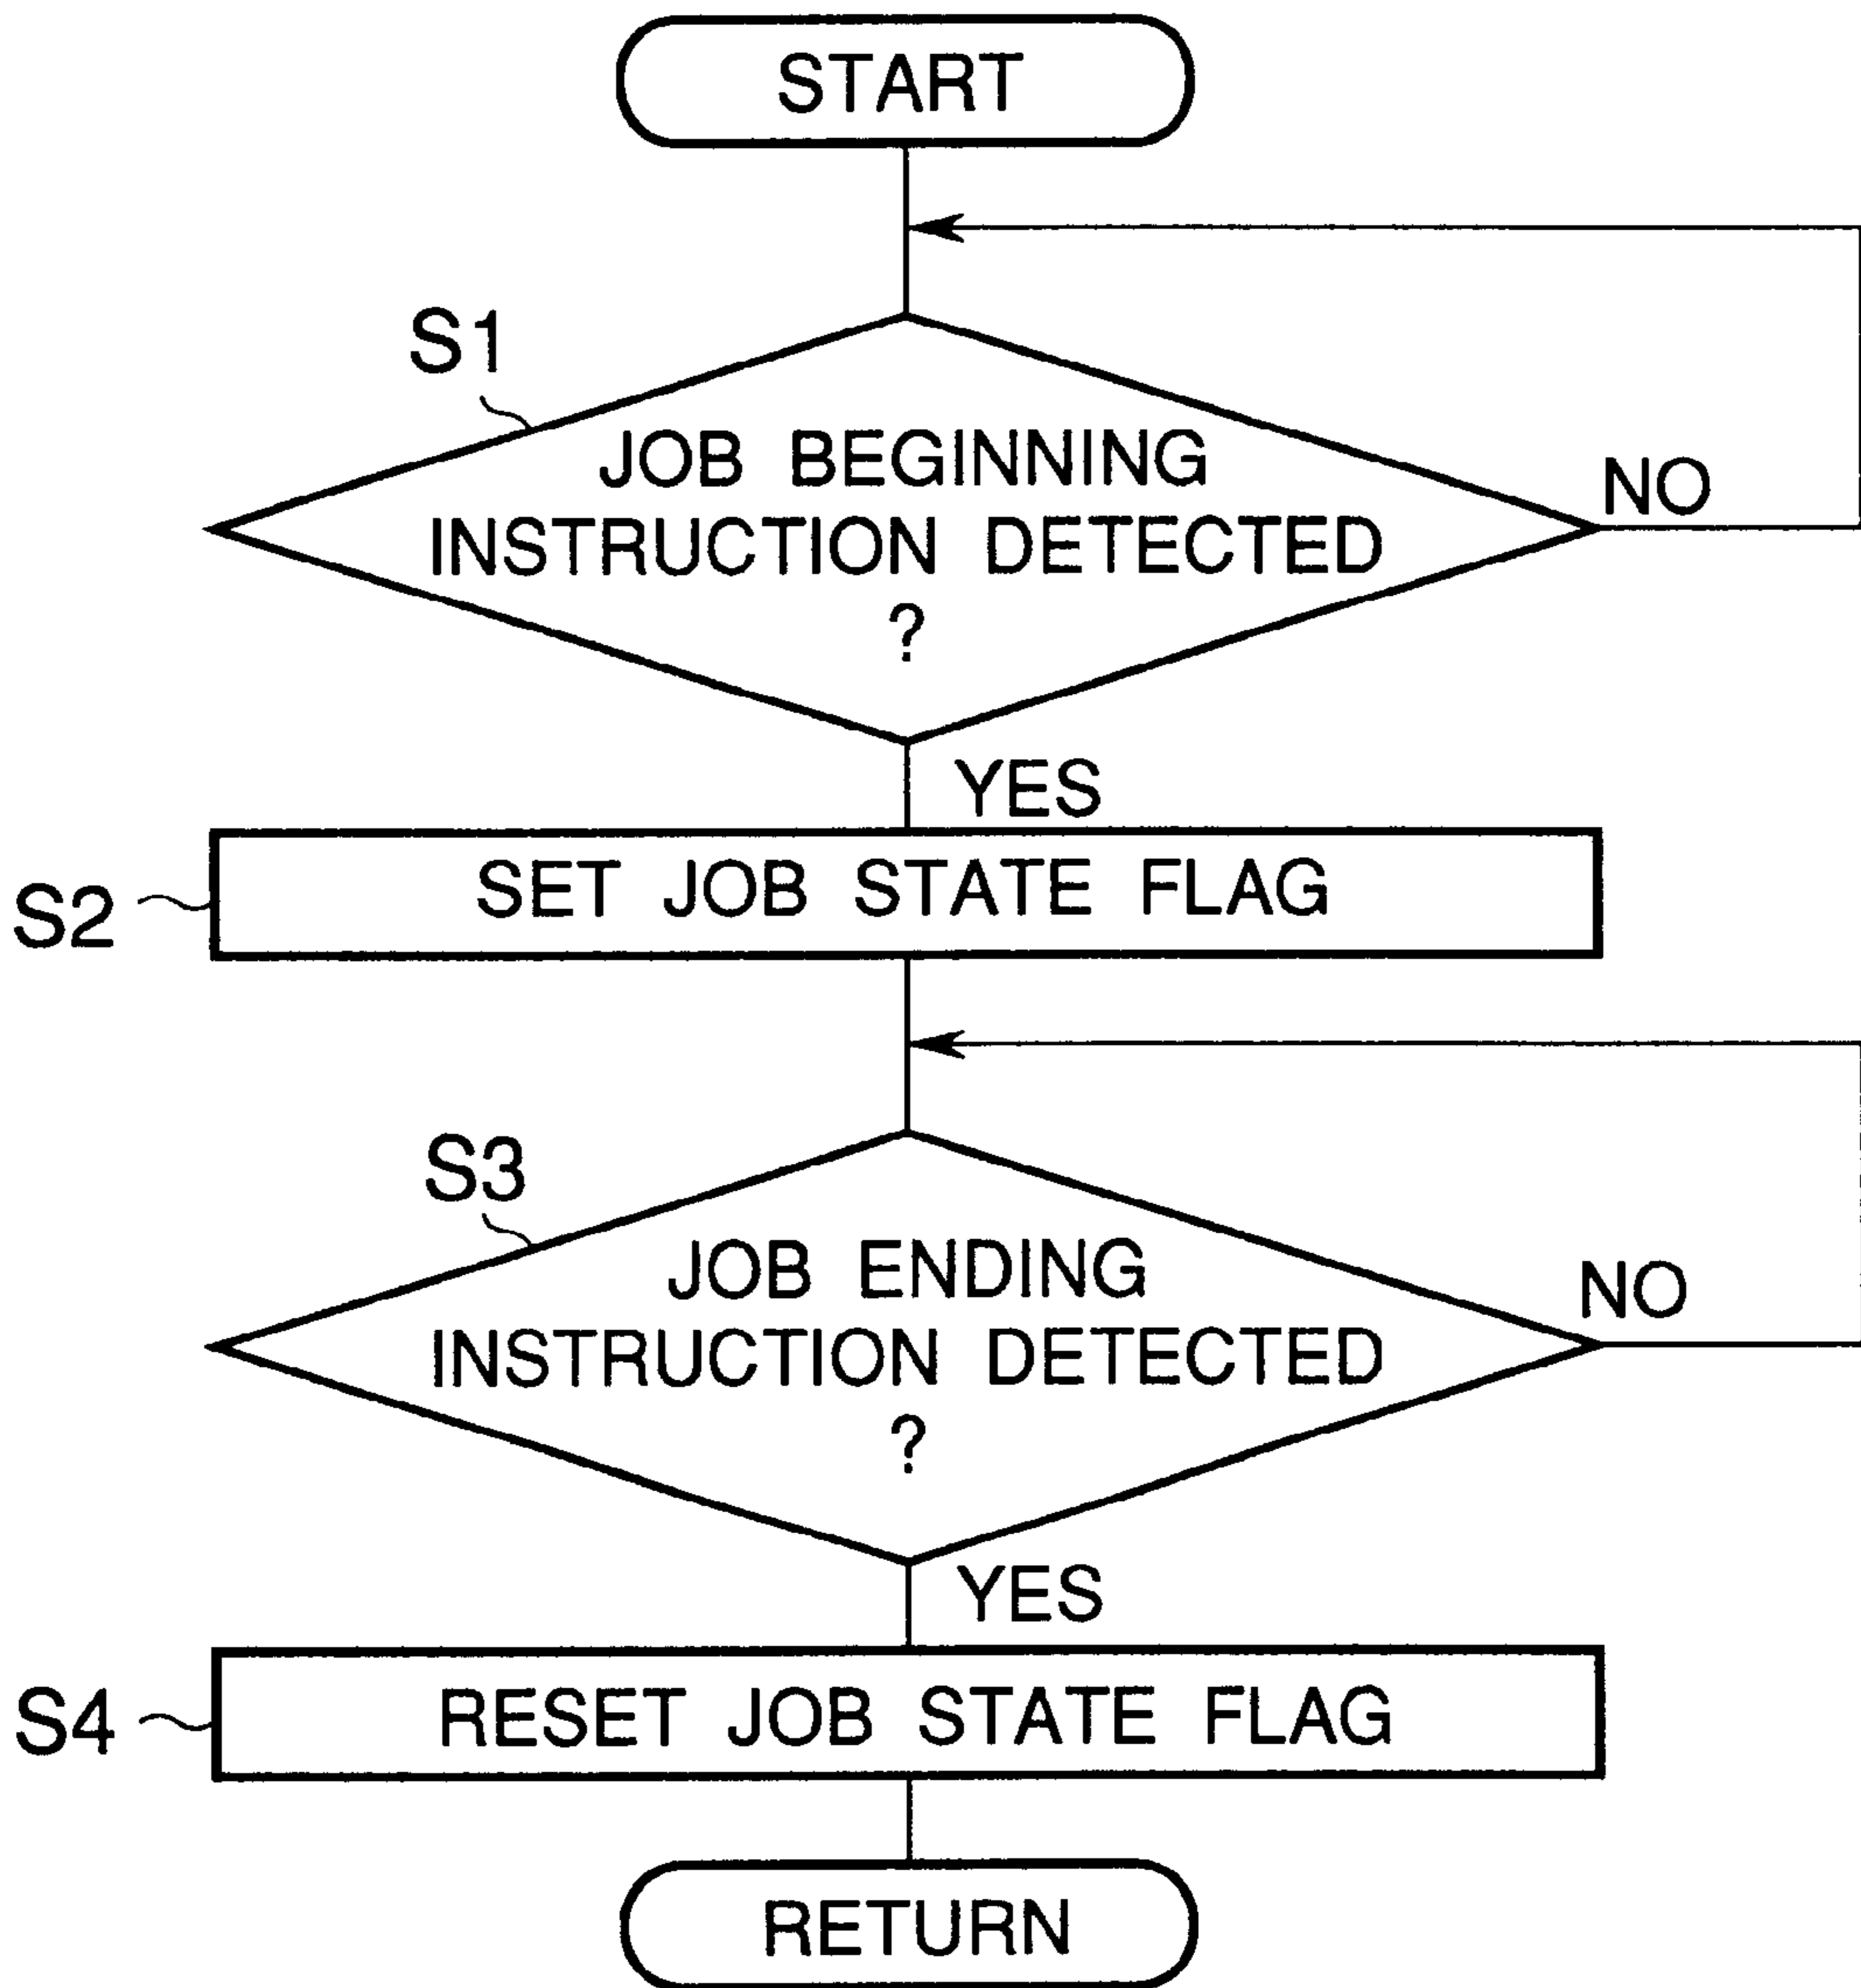 START
S1
JOB BEGINNING
INSTRUCTION DETECTED
?
NO
YES
S2
SET JOB STATE FLAG
S3
JOB ENDING
INSTRUCTION DETECTED
?
NO
YES
S4
RESET JOB STATE FLAG
RETURN